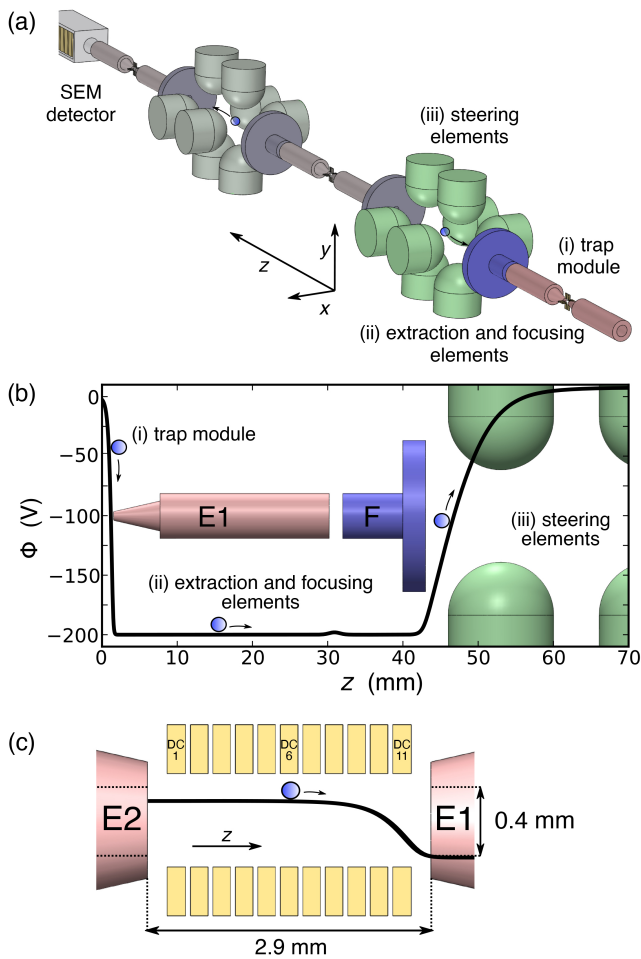 (a)
SEM
detector
(iii) steering
elements
y
z
x
(i) trap
module
(ii) extraction and focusing
elements
(b)
0
−50
−100
−150
−200
Φ (V)
(i) trap module
E1
F
(iii) steering
elements
(ii) extraction and focusing
elements
0 10 20 30 40 50 60 70
z (mm)
(c)
DC
1
DC
6
DC
11
E2
E1
0.4 mm
z
2.9 mm